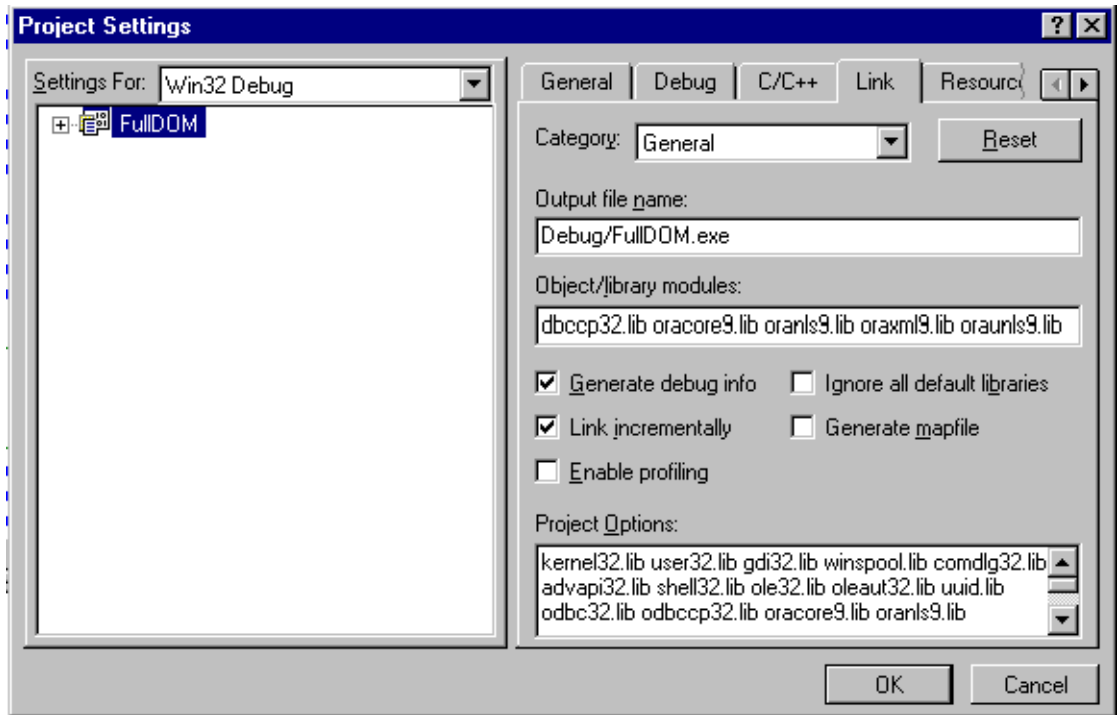 Project Settings
Settings For: Win32 Debug
FullDOM
General Debug C/C++ Link Resourc
Category: General Reset
Output file name:
Debug/FullDOM.exe
Object/library modules:
dbccp32.lib oracore9.lib oranls9.lib oraxml9.lib oraunls9.lib
Generate debug info Ignore all default libraries
Link incrementally Generate mapfile
Enable profiling
Project Options:
kernel32.lib user32.lib gdi32.lib winspool.lib comdlg32.lib
advapi32.lib shell32.lib ole32.lib oleaut32.lib uuid.lib
odbc32.lib odbccp32.lib oracore9.lib oranls9.lib
OK Cancel